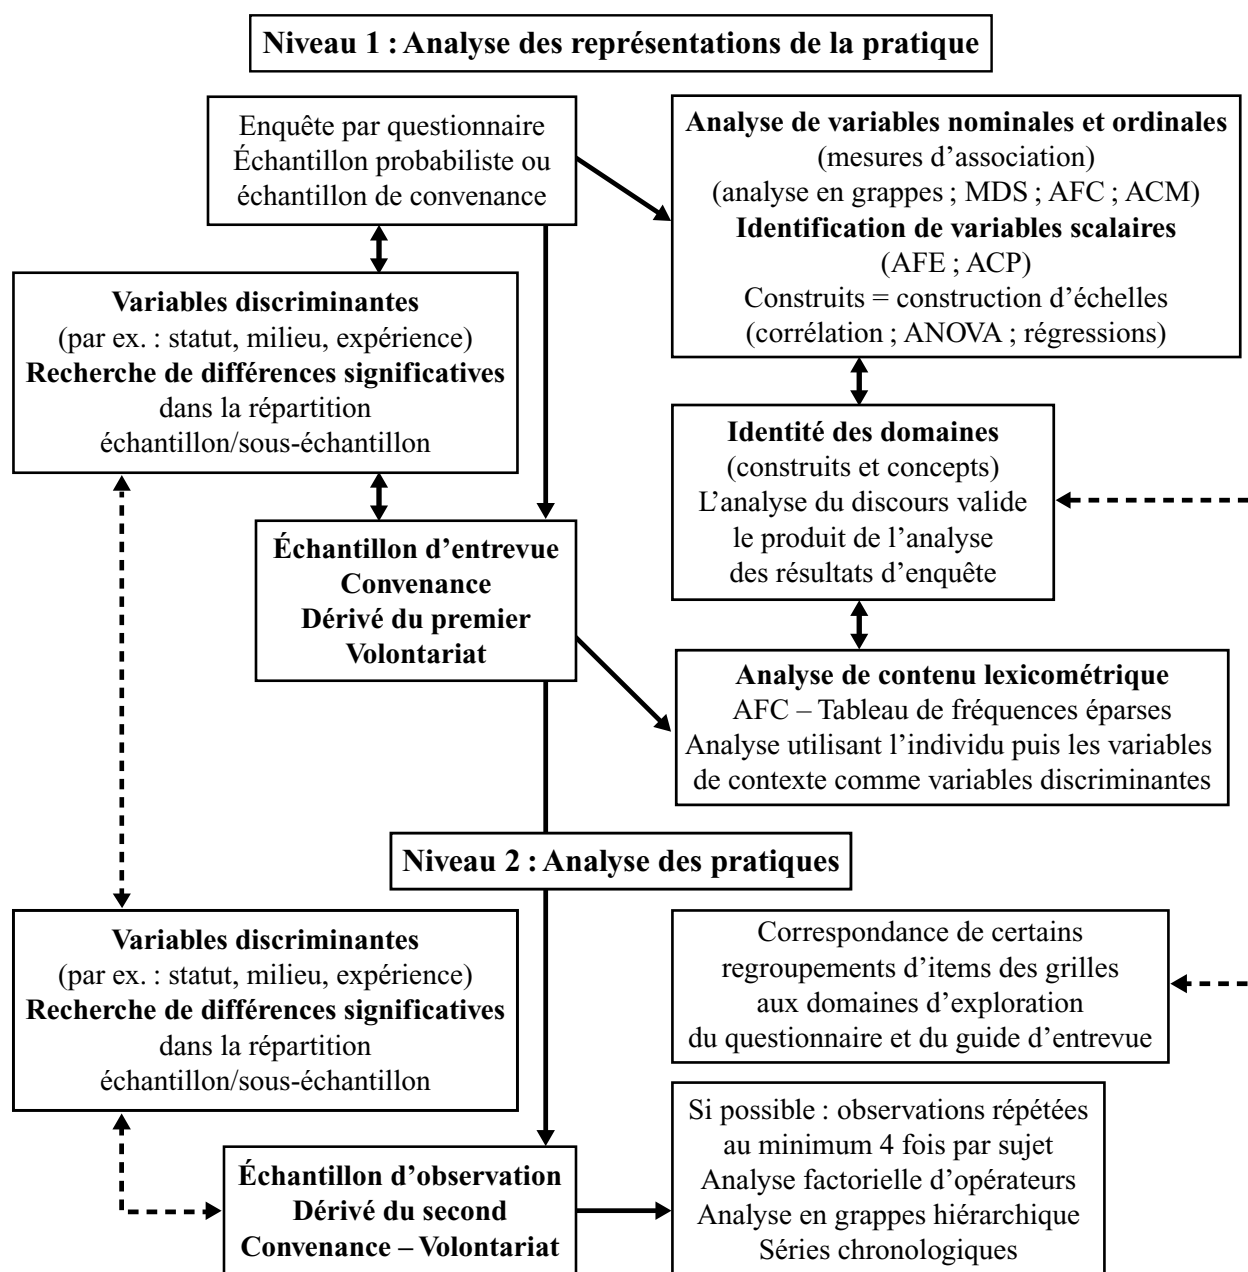 Niveau 1 : Analyse des représentations de la pratique
Enquête par questionnaire
Échantillon probabiliste ou
échantillon de convenance
Analyse de variables nominales et ordinales
(mesures d’association)
(analyse en grappes ; MDS ; AFC ; ACM)
Identification de variables scalaires
(AFE ; ACP)
Construits = construction d’échelles
(corrélation ; ANOVA ; régressions)
Variables discriminantes
(par ex. : statut, milieu, expérience)
Recherche de différences significatives
dans la répartition
échantillon/sous-échantillon
Identité des domaines
(construits et concepts)
L’analyse du discours valide
le produit de l’analyse
des résultats d’enquête
Échantillon d’entrevue
Convenance
Dérivé du premier
Volontariat
Analyse de contenu lexicométrique
AFC – Tableau de fréquences éparses
Analyse utilisant l’individu puis les variables
de contexte comme variables discriminantes
Niveau 2 : Analyse des pratiques
Variables discriminantes
(par ex. : statut, milieu, expérience)
Recherche de différences significatives
dans la répartition
échantillon/sous-échantillon
Correspondance de certains
regroupements d’items des grilles
aux domaines d’exploration
du questionnaire et du guide d’entrevue
Échantillon d’observation
Dérivé du second
Convenance – Volontariat
Si possible : observations répétées
au minimum 4 fois par sujet
Analyse factorielle d’opérateurs
Analyse en grappes hiérarchique
Séries chronologiques